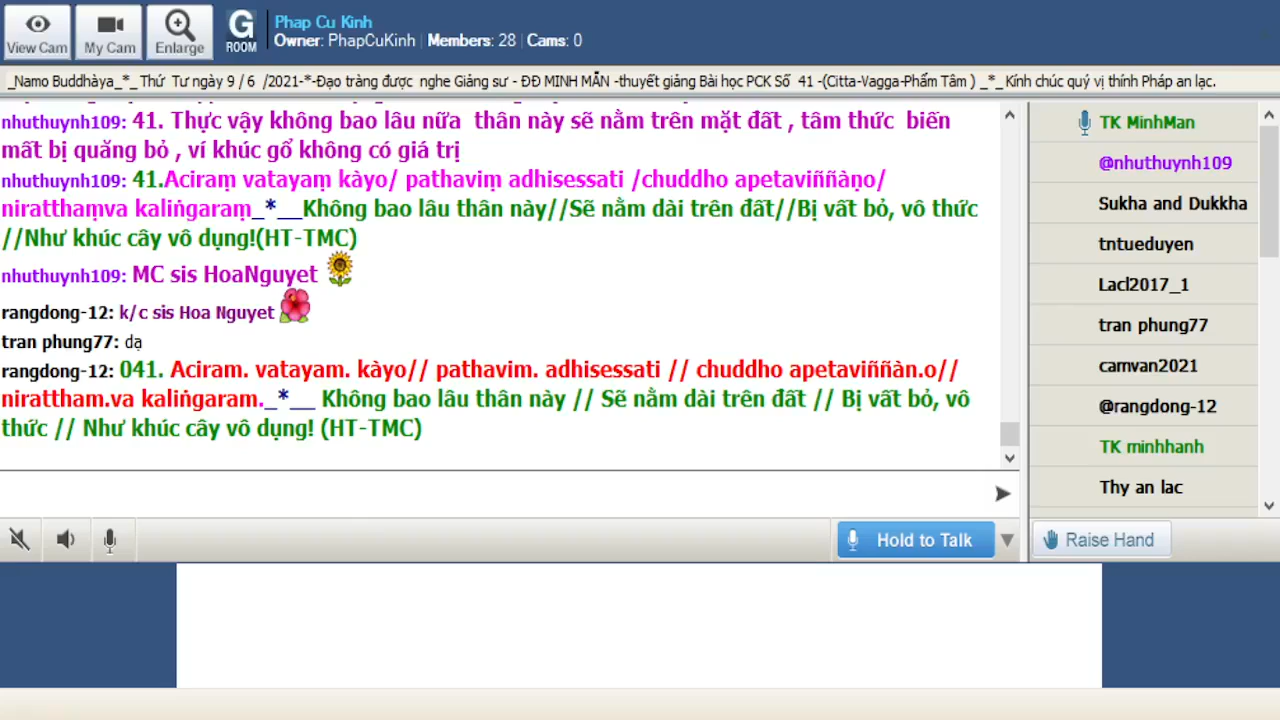 View Cam
My Cam
Enlarge
G ROOM
Phap Cu Kinh
Owner: PhapCuKinh | Members: 28 | Cams: 0
_Namo Buddhàya_*_Thứ Tư ngày 9 / 6 /2021-*-Đạo tràng được nghe Giảng sư - ĐĐ MINH MẪN -thuyết giảng Bài học PCK Số 41 -(Citta-Vagga-Phẩm Tâm ) _*_Kính chúc quý vị thính Pháp an lạc.
nhuthuynh109: 41. Thực vậy không bao lâu nữa thân này sẽ nằm trên mặt đất , tâm thức biến
mất bị quăng bỏ , ví khúc gổ không có giá trị
nhuthuynh109: 41.Aciraṃ vatayaṃ kàyo/ pathaviṃ adhisessati /chuddho apetaviññàṇo/
niratthaṃva kaliṅgaraṃ_*__Không bao lâu thân này//Sẽ nằm dài trên đất//Bị vất bỏ, vô thức
//Như khúc cây vô dụng!(HT-TMC)
nhuthuynh109: MC sis HoaNguyet
rangdong-12: k/c sis Hoa Nguyet
tran phung77: dạ
rangdong-12: 041. Aciram. vatayam. kàyo// pathavim. adhisessati // chuddho apetaviññàn.o//
nirattham.va kaliṅgaram._*__ Không bao lâu thân này // Sẽ nằm dài trên đất // Bị vất bỏ, vô
thức // Như khúc cây vô dụng! (HT-TMC)
TK MinhMan
@nhuthuynh109
Sukha and Dukkha
tntueduyen
Lacl2017_1
tran phung77
camvan2021
@rangdong-12
TK minhhanh
Thy an lac
Hold to Talk
Raise Hand